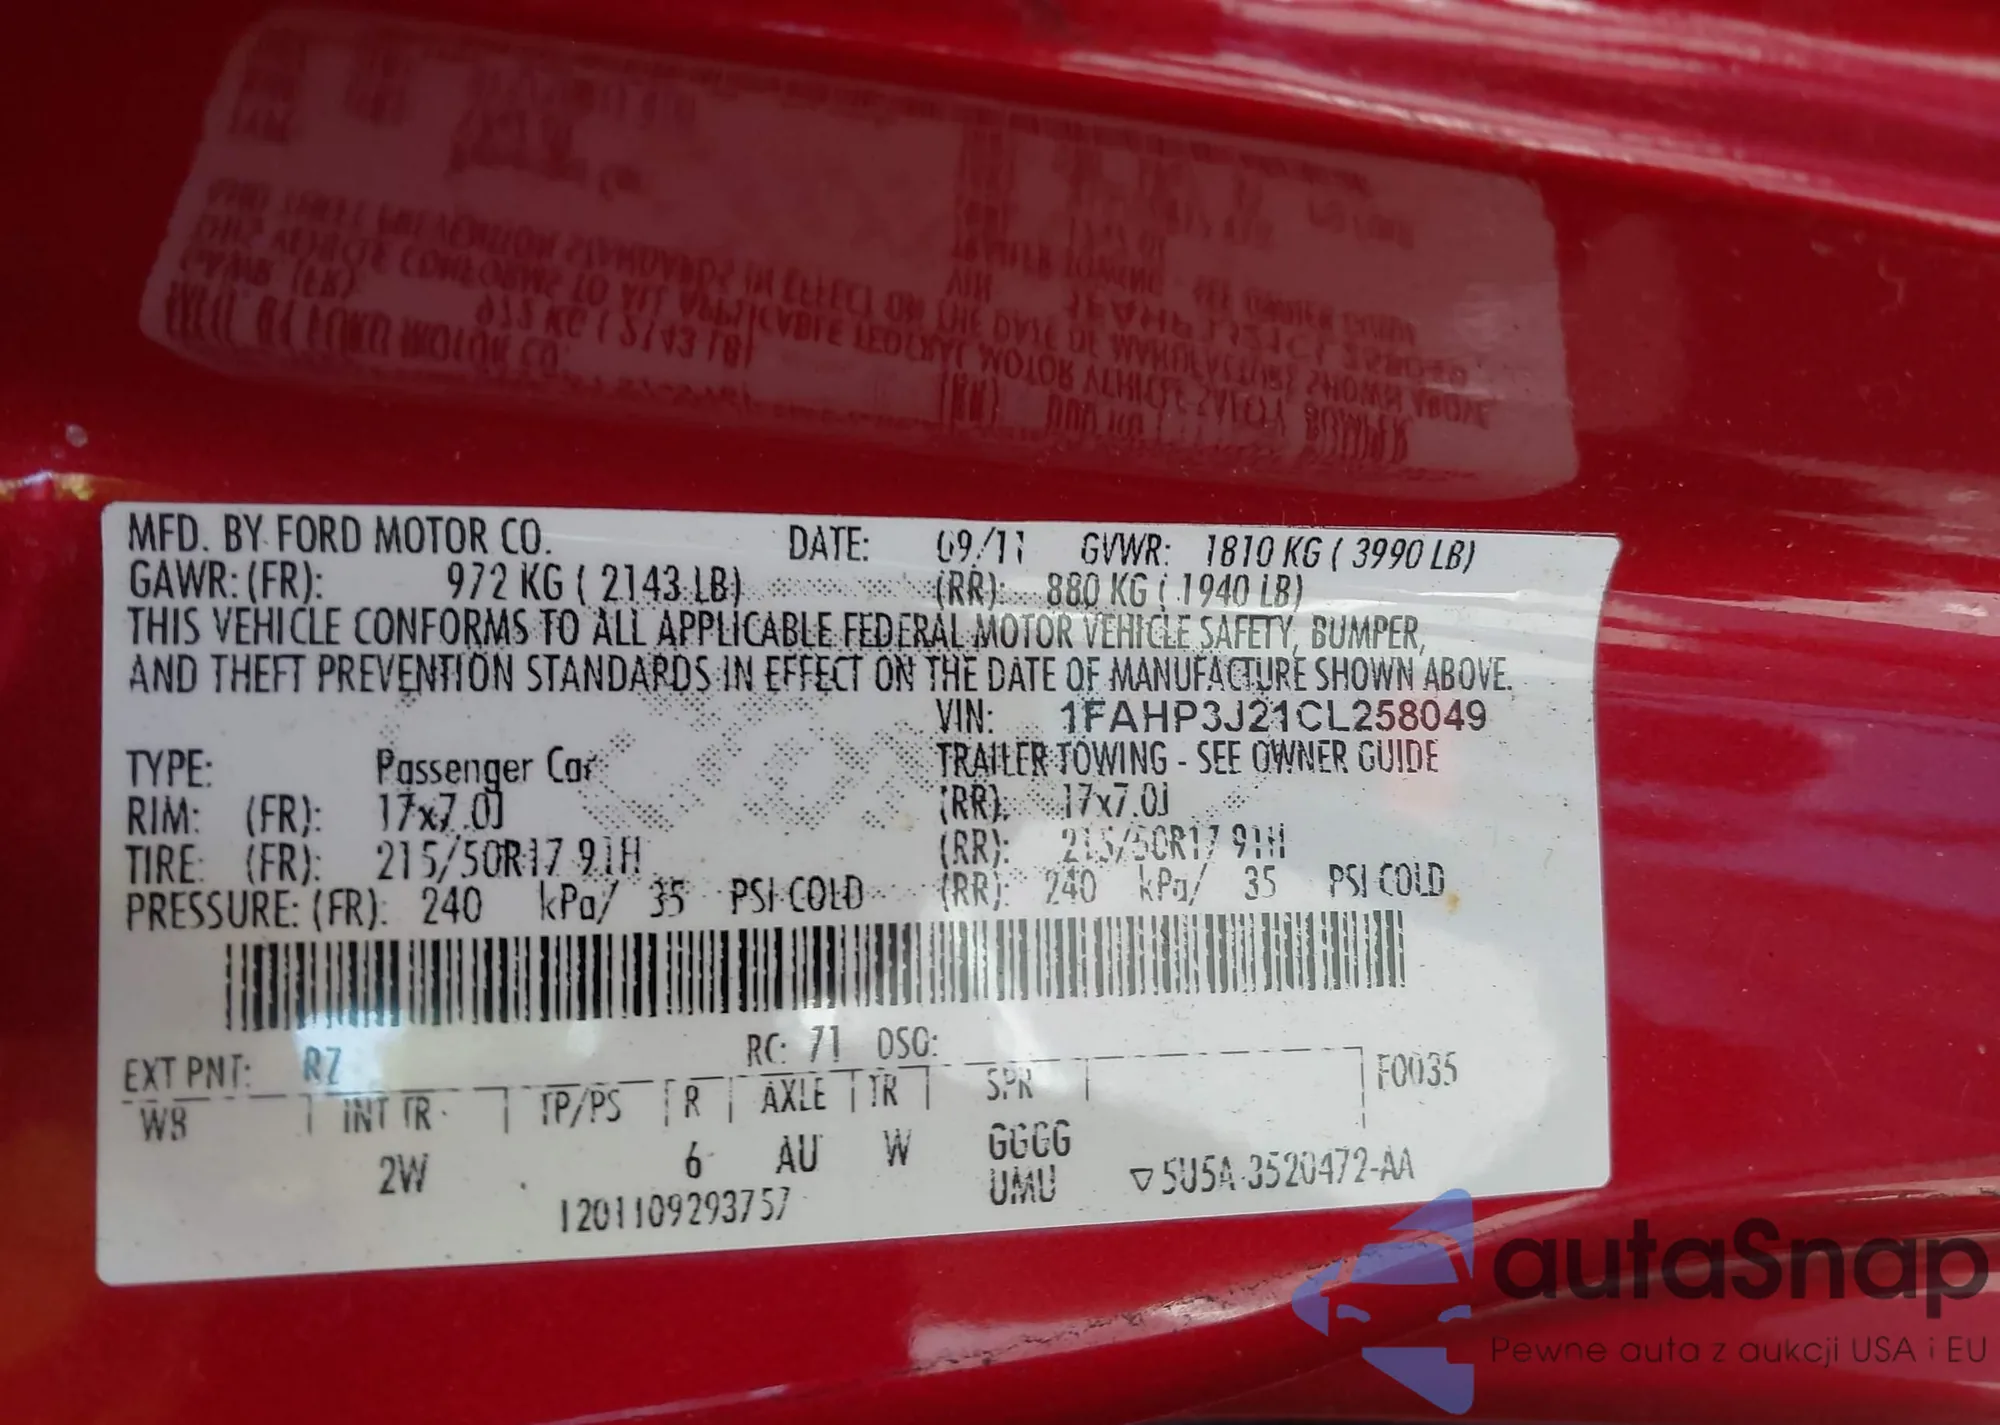 MFD. BY FORD MOTOR CO. DATE: 09/11 GVWR: 1810 KG ( 3990 LB)
GAWR: (FR): 972 KG ( 2143 LB) (RR): 880 KG ( 1940 LB)
THIS VEHICLE CONFORMS TO ALL APPLICABLE FEDERAL MOTOR VEHICLE SAFETY, BUMPER,
AND THEFT PREVENTION STANDARDS IN EFFECT ON THE DATE OF MANUFACTURE SHOWN ABOVE.
VIN: 1FAHP3J21CL258049
TYPE: Passenger Car TRAILER TOWING - SEE OWNER GUIDE
RIM: (FR): 17x7.0J (RR): 17x7.0J
TIRE: (FR): 215/50R17 91H (RR): 215/50R17 91H
PRESSURE: (FR): 240 kPa/ 35 PSI COLD (RR): 240 kPa/ 35 PSI COLD
EXT PNT: RZ RC: 71 DSO:
WB INT TR TP/PS R AXLE TR SPR F0035
2W 6 AU W GGGG
UMU ▽5U5A-3520472-AA
1201109293757
autaSnap
Pewne auta z aukcji USA i EU